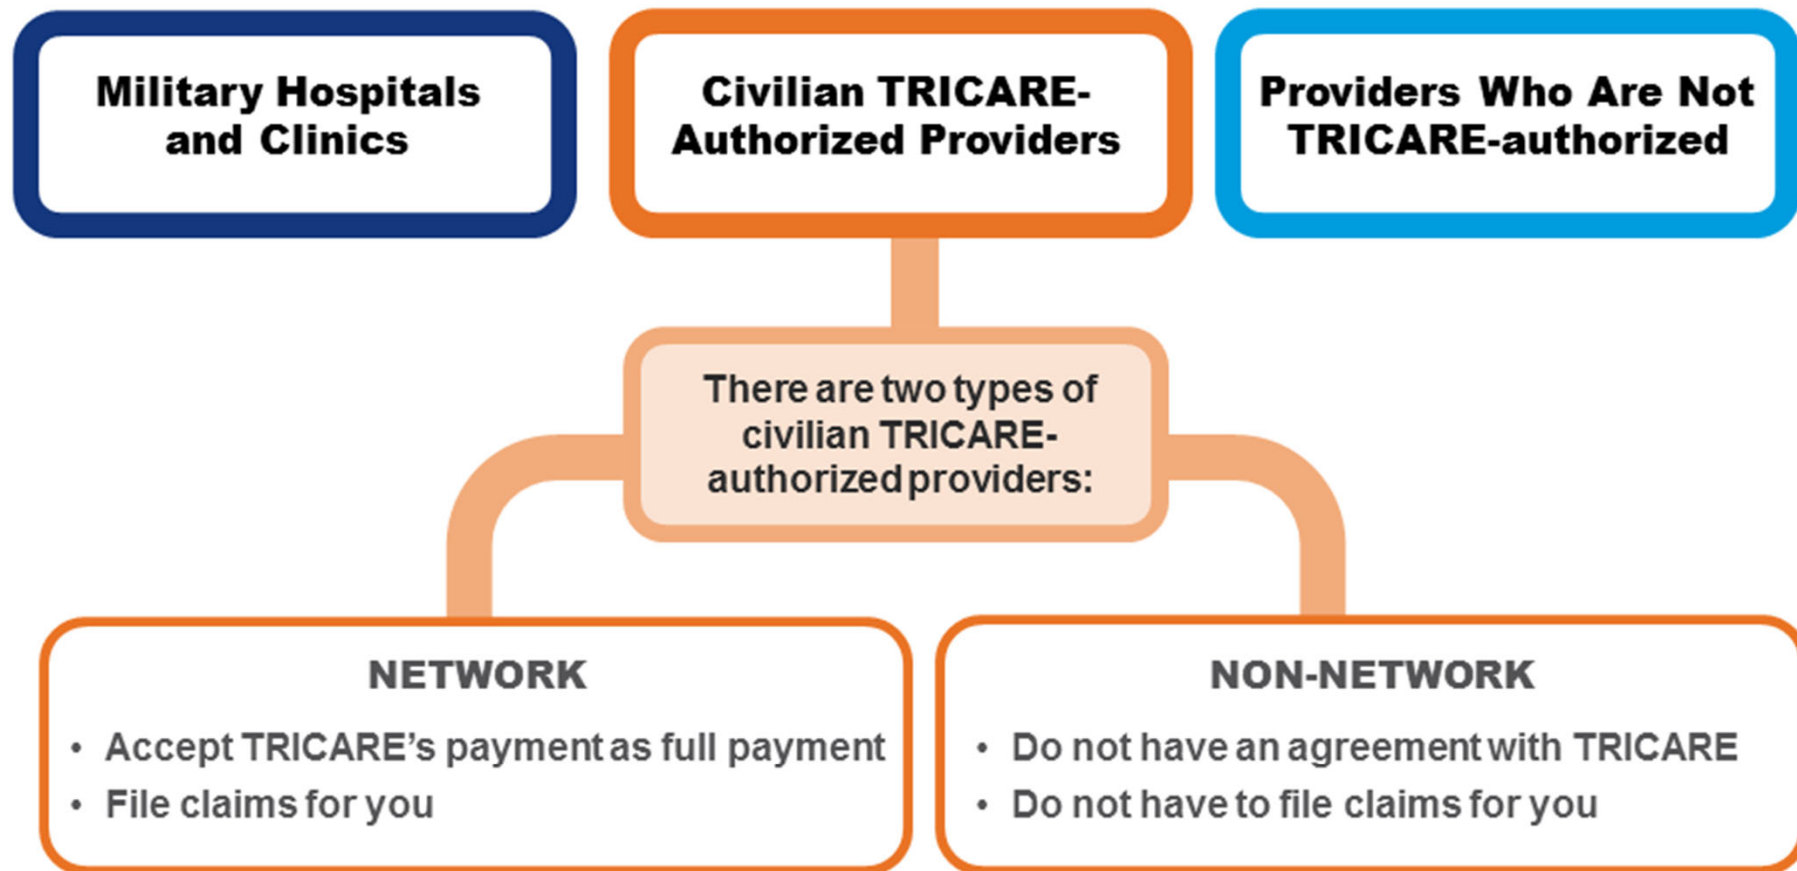 Military Hospitals
and Clinics
Civilian TRICARE-
Authorized Providers
Providers Who Are Not
TRICARE-authorized
There are two types of
civilian TRICARE-
authorized providers:
NETWORK
• Accept TRICARE’s payment as full payment
• File claims for you
NON-NETWORK
• Do not have an agreement with TRICARE
• Do not have to file claims for you